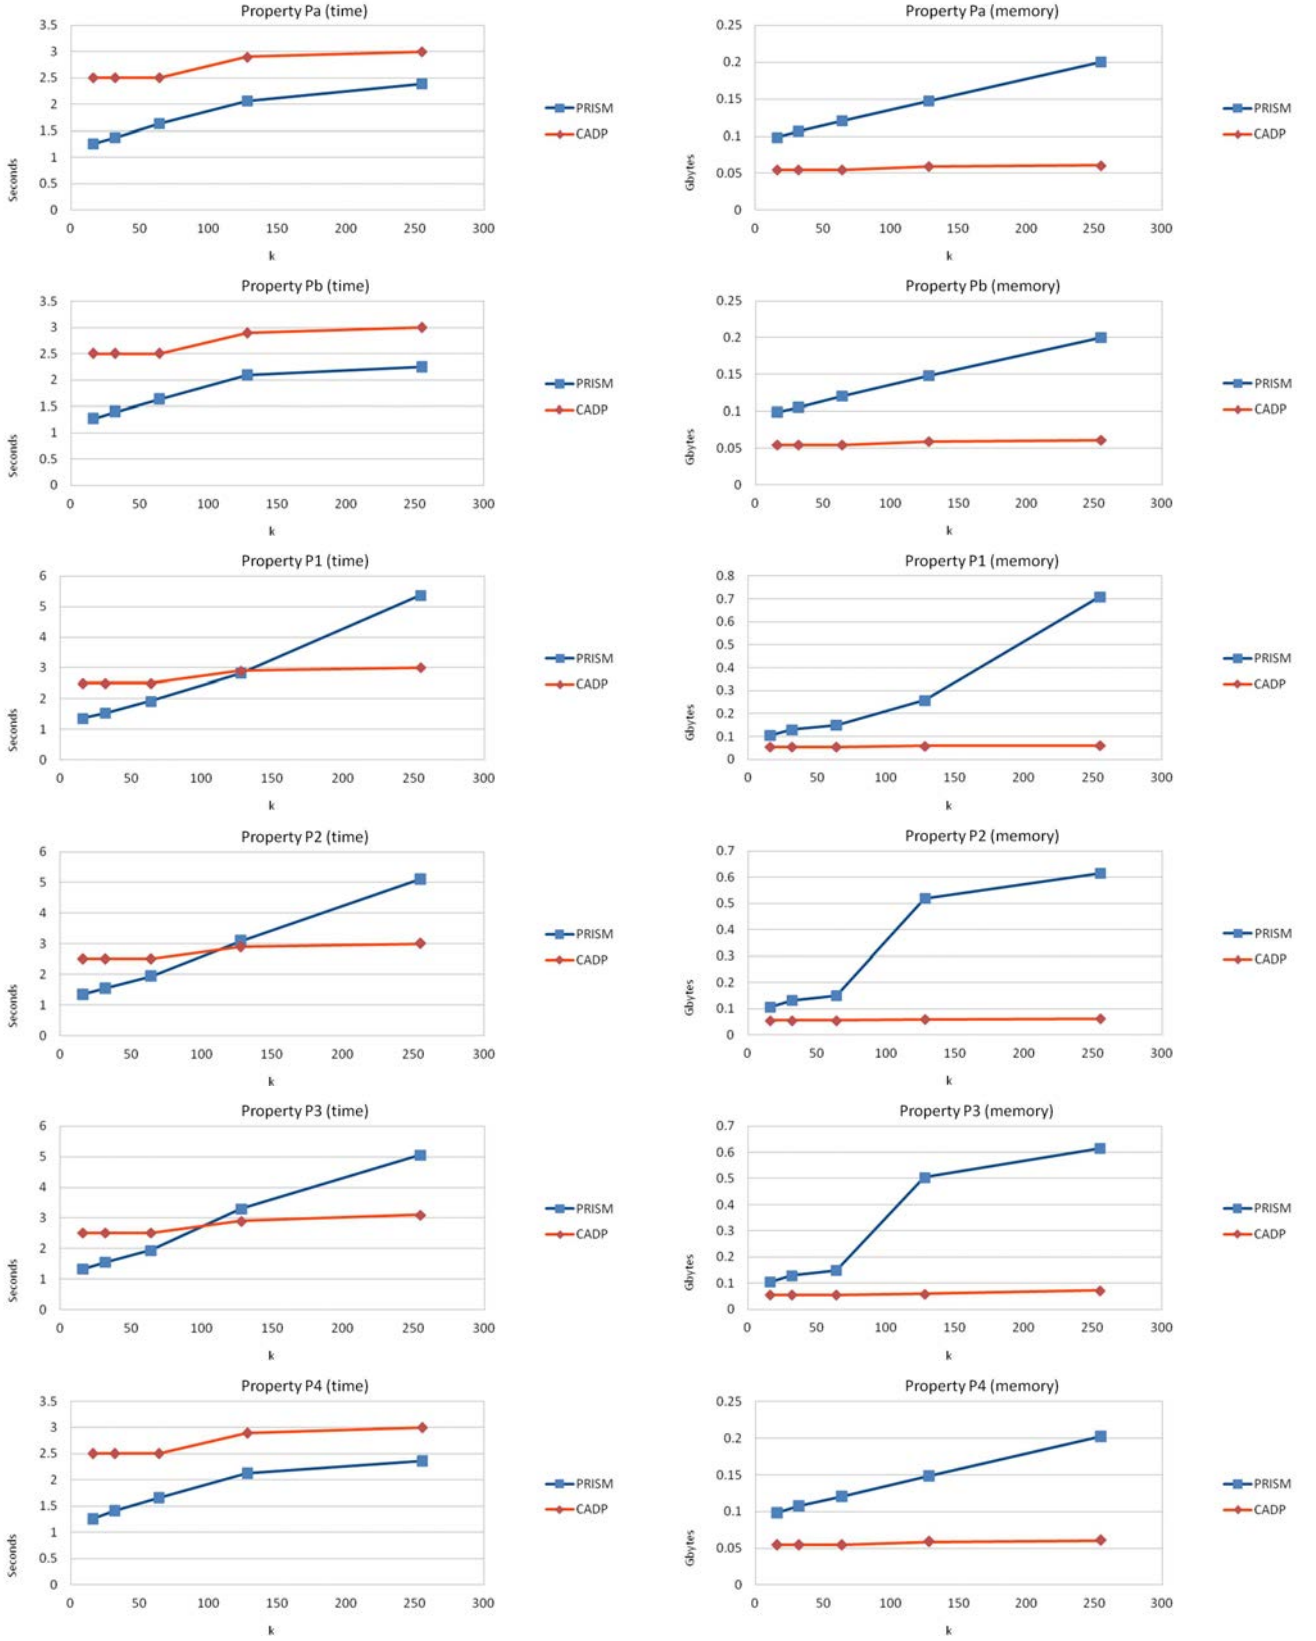 Property Pa (time)
3.5
3
2.5
2
1.5
1
0.5
0
Seconds
0 50 100 150 200 250 300
k
PRISM
CADP
Property Pa (memory)
0.25
0.2
0.15
0.1
0.05
0
Gbytes
0 50 100 150 200 250 300
k
PRISM
CADP
Property Pb (time)
3.5
3
2.5
2
1.5
1
0.5
0
Seconds
0 50 100 150 200 250 300
k
PRISM
CADP
Property Pb (memory)
0.25
0.2
0.15
0.1
0.05
0
Gbytes
0 50 100 150 200 250 300
k
PRISM
CADP
Property P1 (time)
6
5
4
3
2
1
0
Seconds
0 50 100 150 200 250 300
k
PRISM
CADP
Property P1 (memory)
0.8
0.7
0.6
0.5
0.4
0.3
0.2
0.1
0
Gbytes
0 50 100 150 200 250 300
k
PRISM
CADP
Property P2 (time)
6
5
4
3
2
1
0
Seconds
0 50 100 150 200 250 300
k
PRISM
CADP
Property P2 (memory)
0.7
0.6
0.5
0.4
0.3
0.2
0.1
0
Gbytes
0 50 100 150 200 250 300
k
PRISM
CADP
Property P3 (time)
6
5
4
3
2
1
0
Seconds
0 50 100 150 200 250 300
k
PRISM
CADP
Property P3 (memory)
0.7
0.6
0.5
0.4
0.3
0.2
0.1
0
Gbytes
0 50 100 150 200 250 300
k
PRISM
CADP
Property P4 (time)
3.5
3
2.5
2
1.5
1
0.5
0
Seconds
0 50 100 150 200 250 300
k
PRISM
CADP
Property P4 (memory)
0.25
0.2
0.15
0.1
0.05
0
Gbytes
0 50 100 150 200 250 300
k
PRISM
CADP